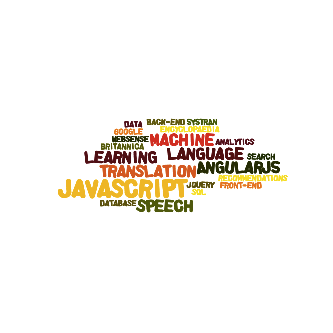 DATA BACK-END SYSTRAN
GOOGLE ENCYCLOPAEDIA
WEBSENSE MACHINE ANALYTICS
BRITANNICA
LEARNING LANGUAGE SEARCH
TRANSLATION ANGULARJS
RECOMMENDATIONS
JAVASCRIPT JQUERY FRONT-END
SQL
DATABASE SPEECH